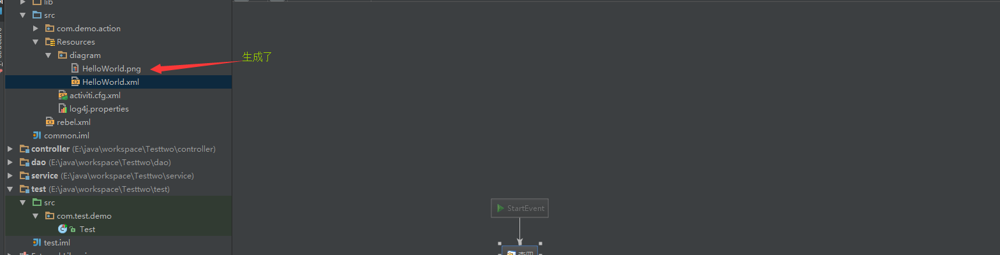 lib
src
com.demo.action
Resources
diagram
生成了
HelloWorld.png
HelloWorld.xml
activiti.cfg.xml
log4j.properties
rebel.xml
common.iml
controller (E:\java\workspace\Testtwo\controller)
dao (E:\java\workspace\Testtwo\dao)
service (E:\java\workspace\Testtwo\service)
test (E:\java\workspace\Testtwo\test)
src
StartEvent
com.test.demo
Test
test.iml